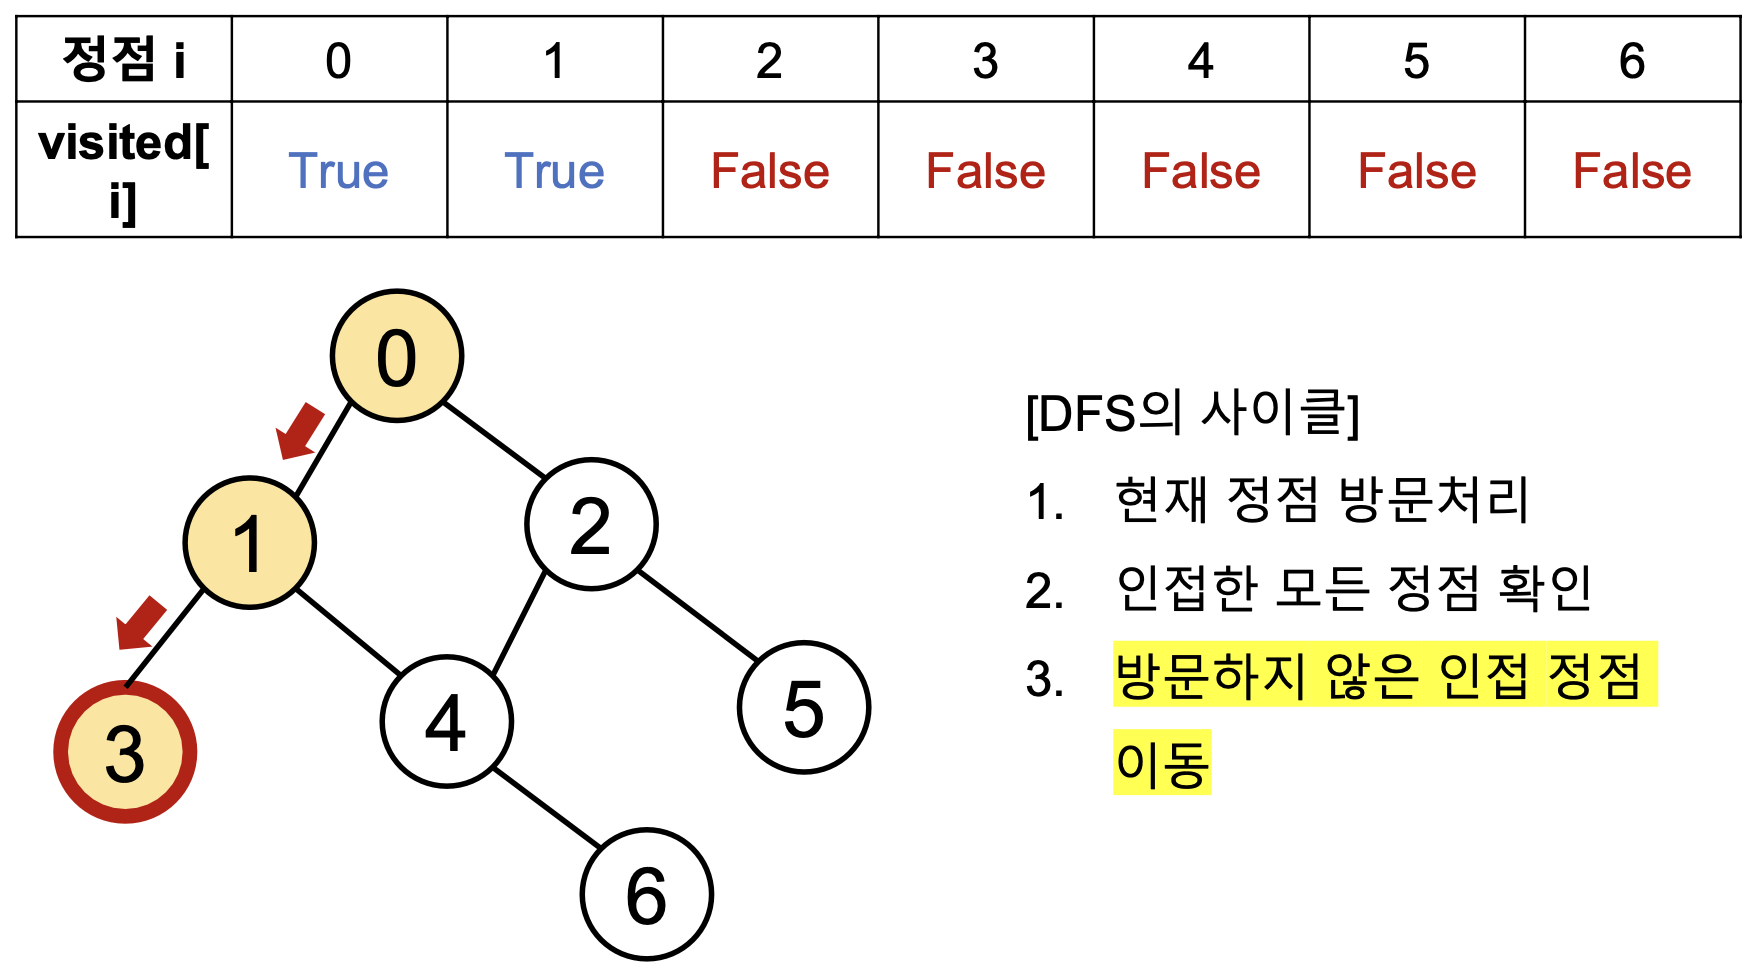 정점 i 0 1 2 3 4 5 6
visited[ True True False False False False False
i]
0
1
2
3
4
5
6
[DFS의 사이클]
1. 현재 정점 방문처리
2. 인접한 모든 정점 확인
3. 방문하지 않은 인접 정점
이동